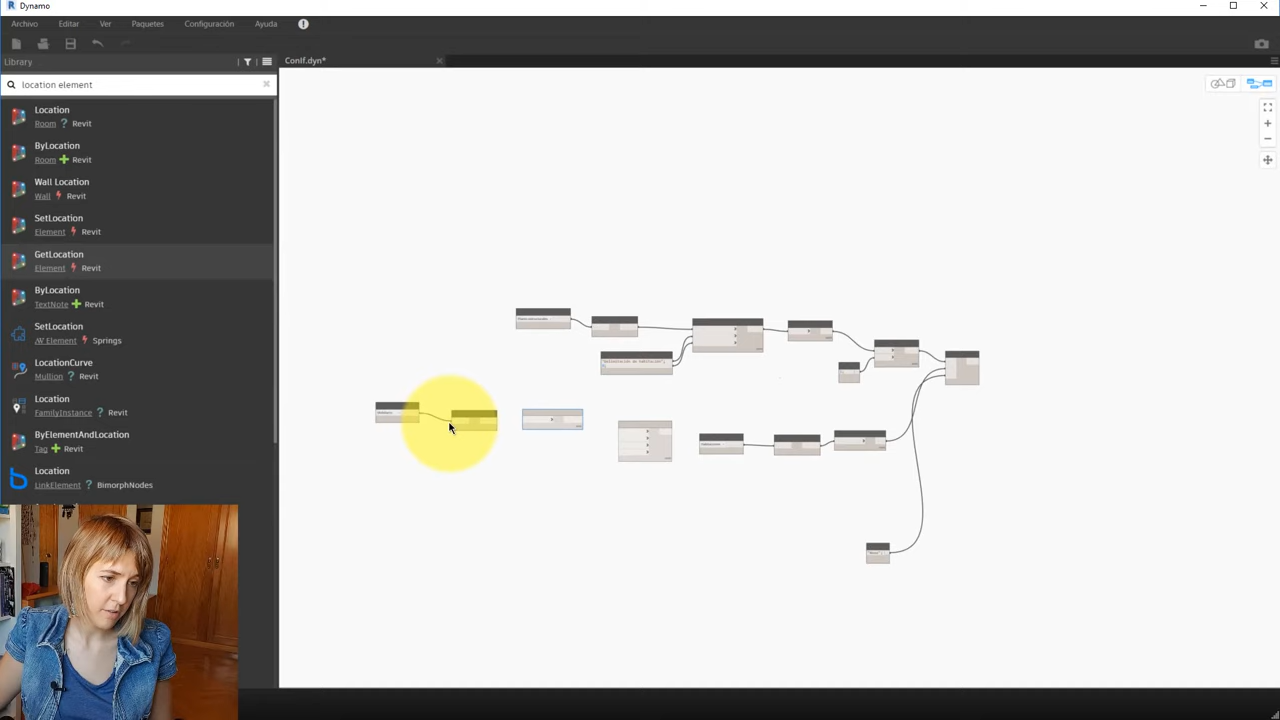 Dynamo
Archivo Editar Ver Paquetes Configuración Ayuda
Library
ConIf.dyn*
location element
Location
Room ? Revit
ByLocation
Room Revit
Wall Location
Wall Revit
SetLocation
Element Revit
GetLocation
Element Revit
ByLocation
TextNote Revit
SetLocation
AW Element Springs
LocationCurve
Mullion ? Revit
Location
FamilyInstance ? Revit
ByElementAndLocation
Tag Revit
Location
LinkElement ? BimorphNodes